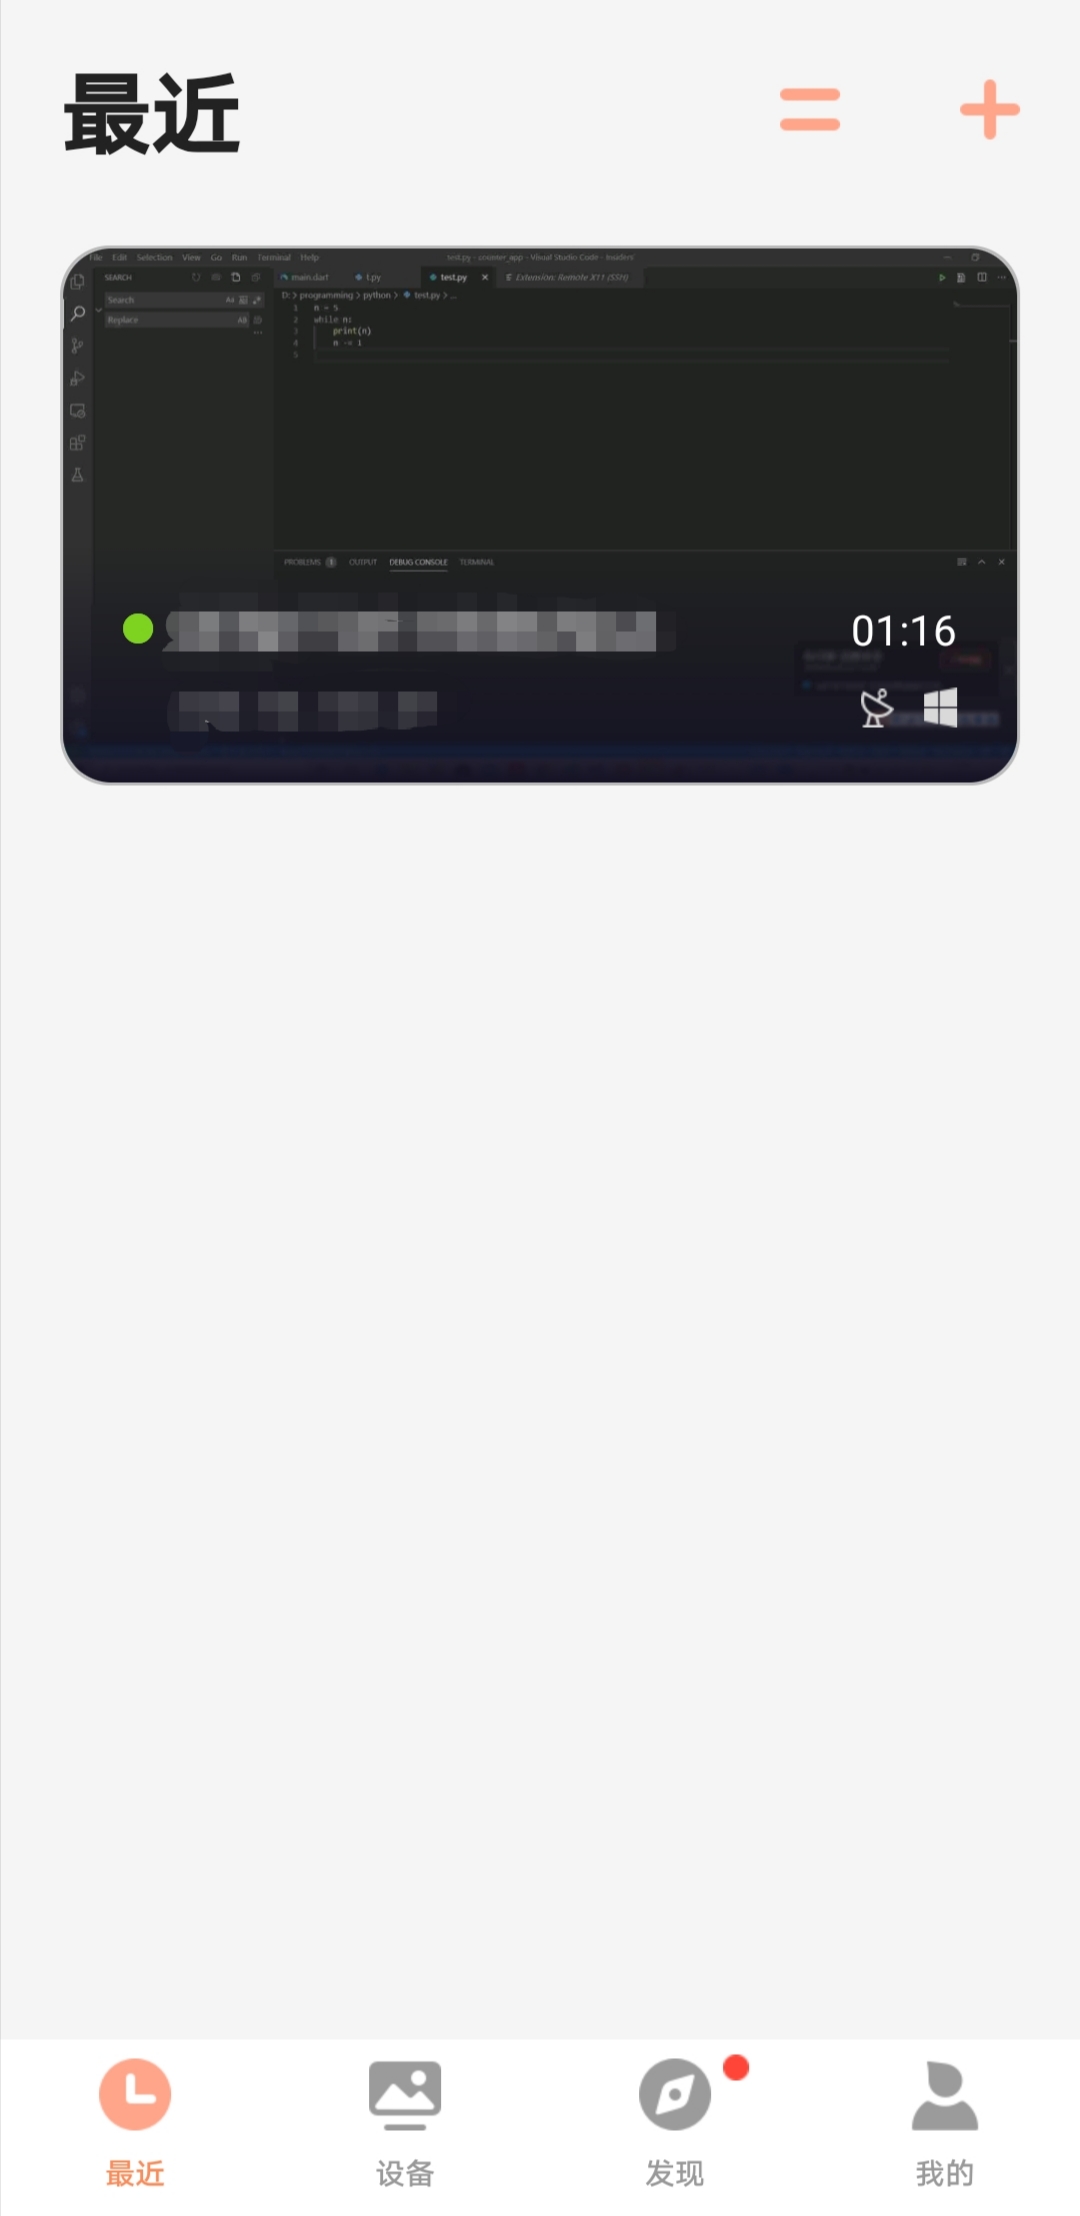 最近
File Edit Selection View Go Run Terminal Help
test.py - counter_app - Visual Studio Code - Insiders
SEARCH
main.dart
t.py
test.py
Extension: Remote X11 (SSH)
Search
Replace
D: > programming > python > test.py > ...
1 n = 5
2 while n:
3 print(n)
4 n -= 1
5
PROBLEMS 1 OUTPUT DEBUG CONSOLE TERMINAL
01:16
最近
设备
发现
我的